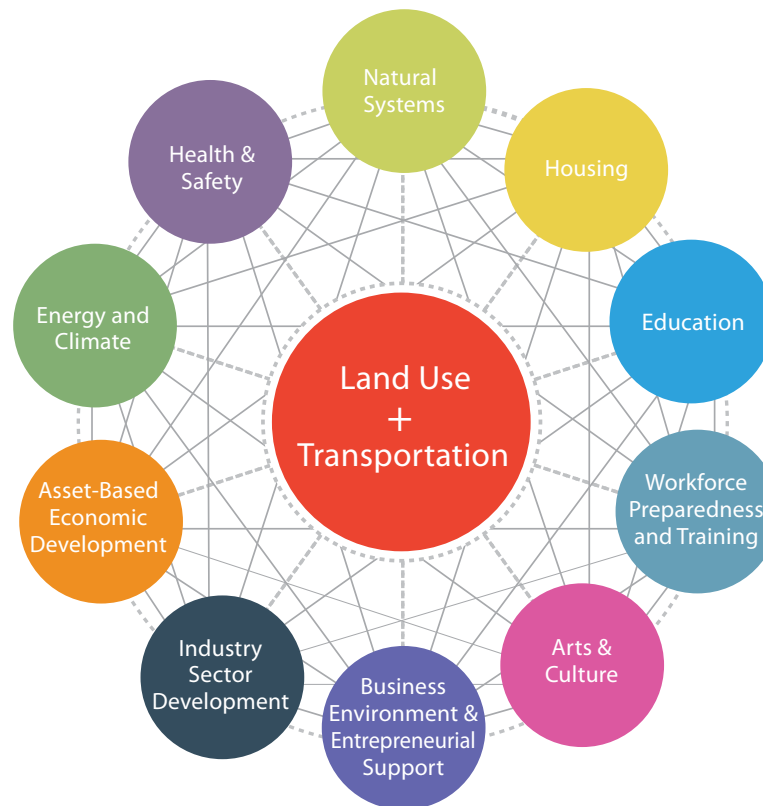 Natural
Systems
Housing
Education
Workforce
Preparedness
and Training
Arts &
Culture
Business
Environment &
Entrepreneurial
Support
Industry
Sector
Development
Asset-Based
Economic
Development
Energy and
Climate
Health &
Safety
Land Use
+
Transportation